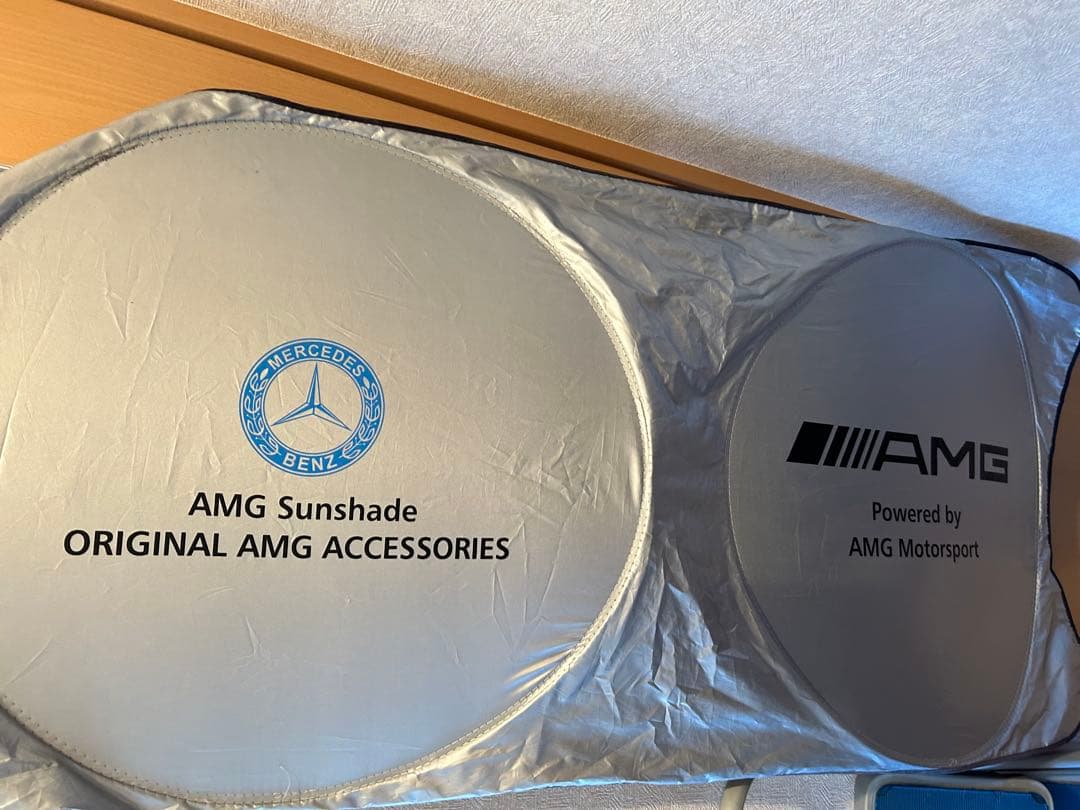 MERCEDES
BENZ
AMG Sunshade
ORIGINAL AMG ACCESSORIES
AMG
Powered by
AMG Motorsport